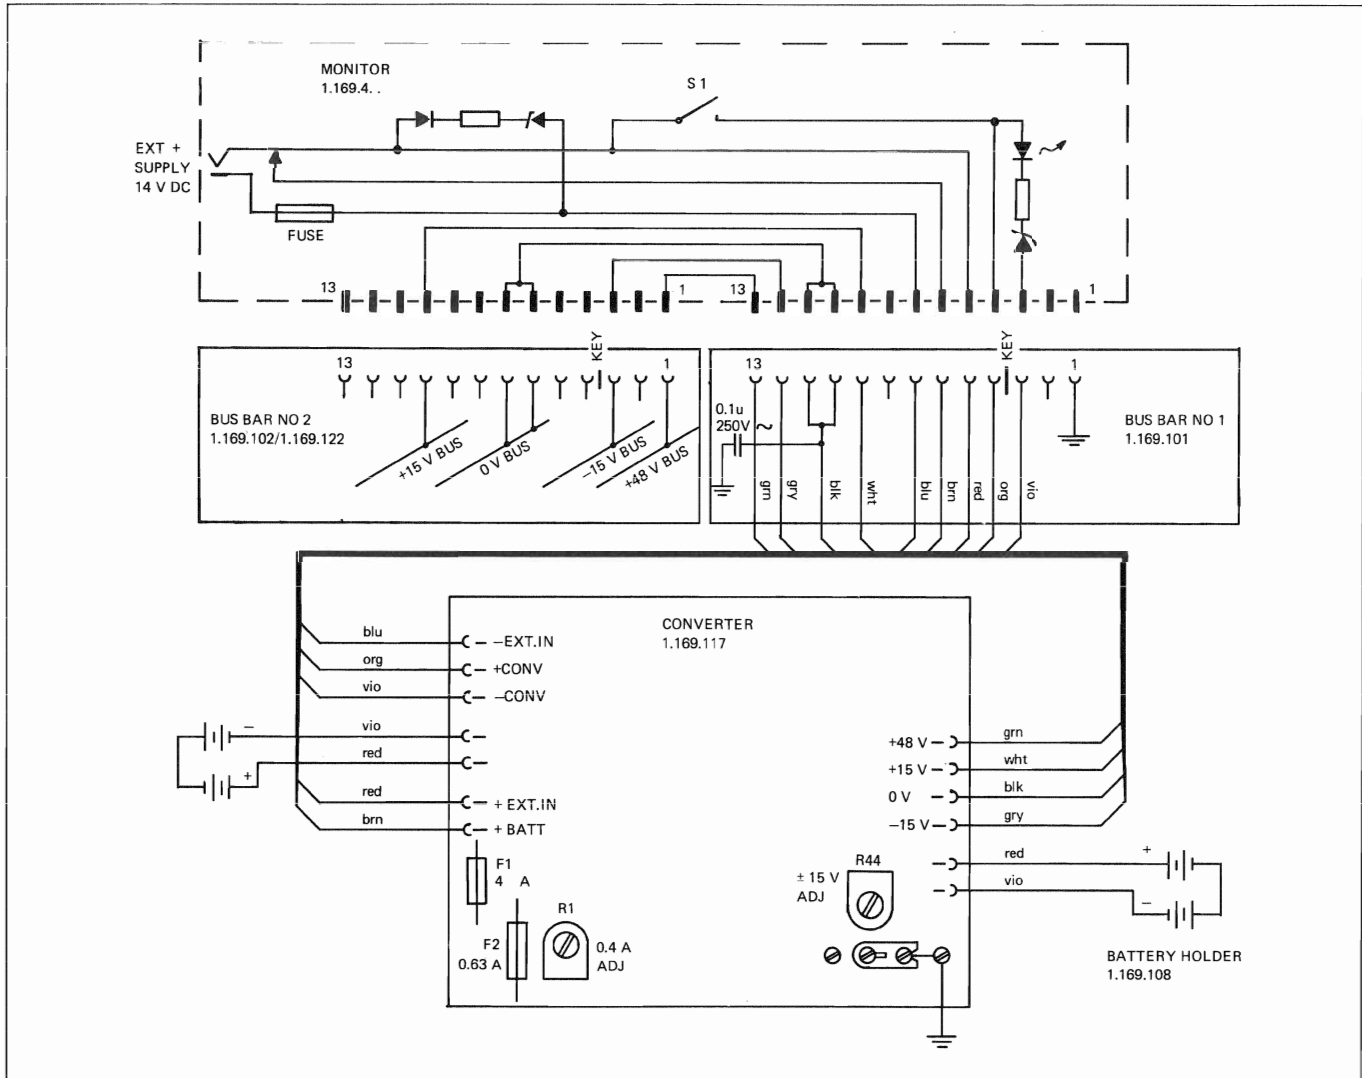 MONITOR
1.169.4. .
S 1
EXT +
SUPPLY
14 V DC
FUSE
13
1
13
1
KEY
KEY
13
1
13
1
BUS BAR NO 2
1.169.102/1.169.122
+15 V BUS
0 V BUS
–15 V BUS
+48 V BUS
0.1u
250V ~
BUS BAR NO 1
1.169.101
grn
gry
blk
wht
blu
brn
red
org
vio
CONVERTER
1.169.117
blu
–EXT.IN
org
+CONV
vio
–CONV
–
vio
+
red
red
+ EXT.IN
brn
+ BATT
+48 V
grn
+15 V
wht
0 V
blk
–15 V
gry
red
+
vio
–
F1
4 A
F2
0.63 A
R1
0.4 A
ADJ
± 15 V
ADJ
R44
BATTERY HOLDER
1.169.108